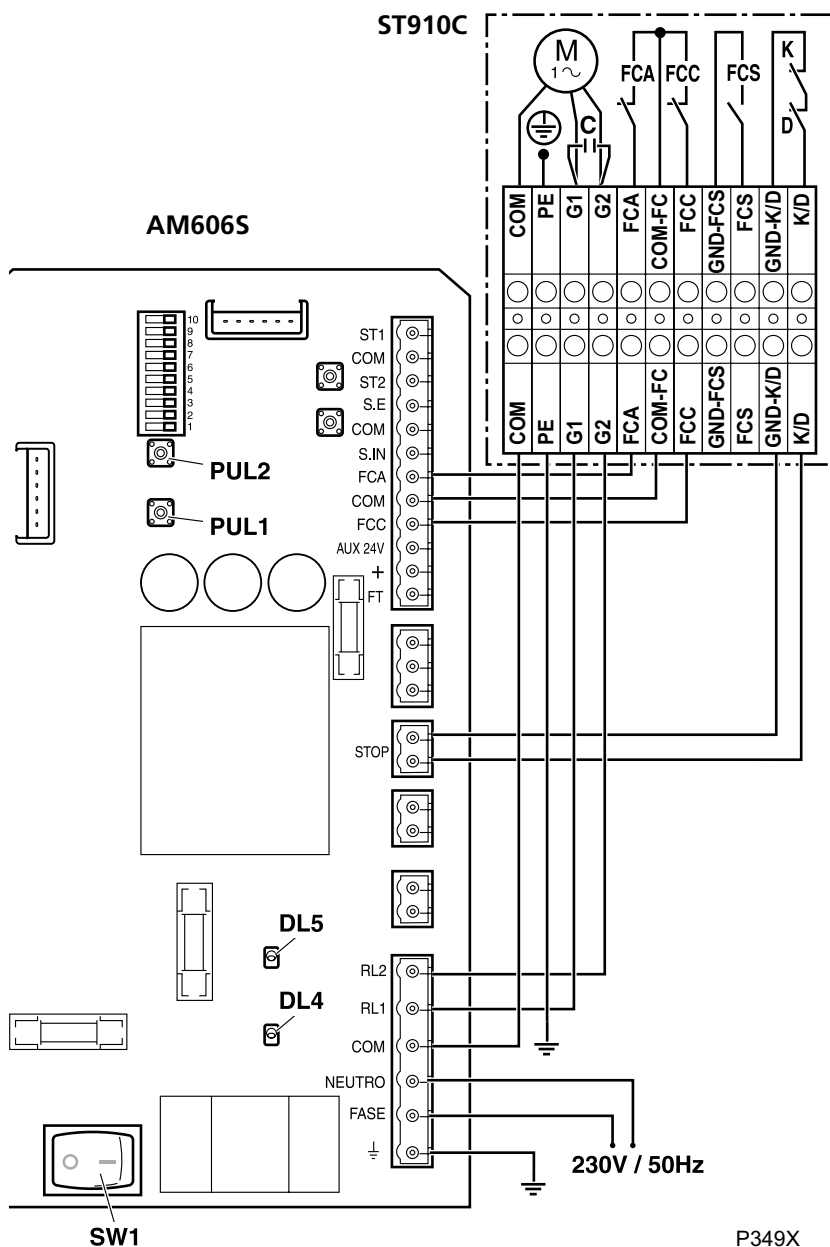 ST910C
M
1~
FCA FCC FCS K
C D
COM PE G1 G2 FCA COM-FC FCC GND-FCS FCS GND-K/D K/D
COM PE G1 G2 FCA COM-FC FCC GND-FCS FCS GND-K/D K/D
AM606S
10
9
8
7
6
5
4
3
2
1
PUL2
PUL1
ST1
COM
ST2
S.E
COM
S.IN
FCA
COM
FCC
AUX 24V
+
FT
STOP
DL5
DL4
RL2
RL1
COM
NEUTRO
FASE
230V / 50Hz
SW1
P349X